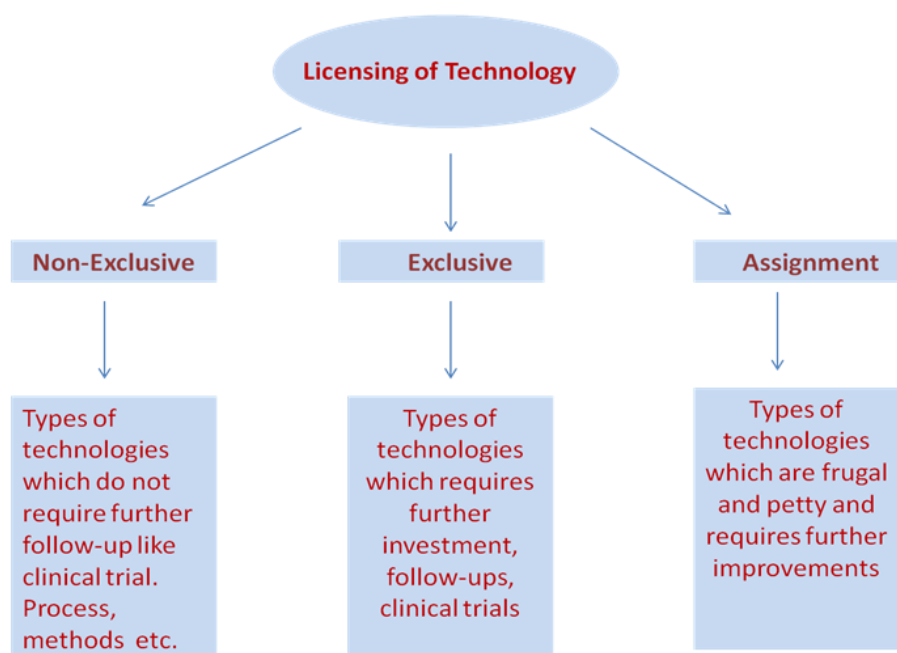 Licensing of Technology
Non-Exclusive
Exclusive
Assignment
Types of
technologies
which do not
require further
follow-up like
clinical trial.
Process,
methods etc.
Types of
technologies
which requires
further
investment,
follow-ups,
clinical trials
Types of
technologies
which are frugal
and petty and
requires further
improvements